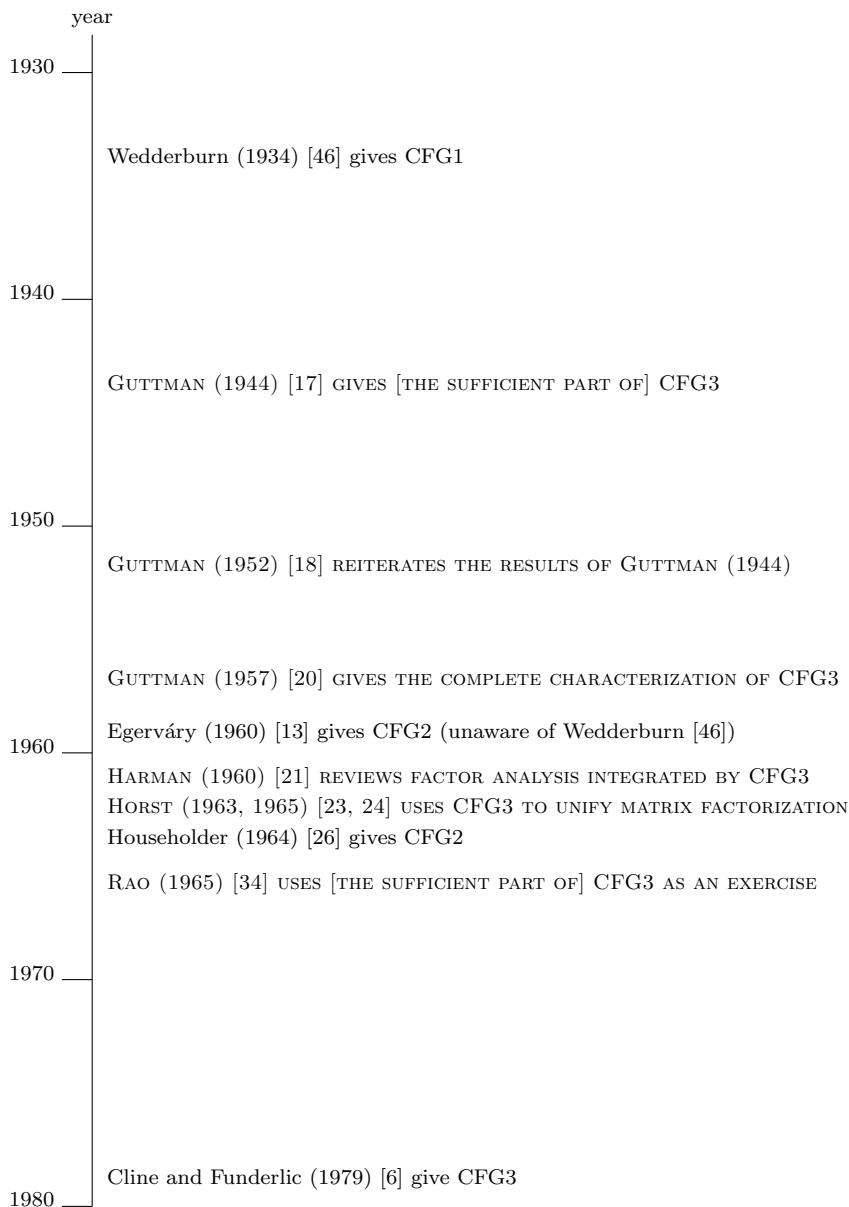 year
1930
Wedderburn (1934) [46] gives CFG1
1940
Guttman (1944) [17] gives [the sufficient part of] CFG3
1950
Guttman (1952) [18] reiterates the results of Guttman (1944)
Guttman (1957) [20] gives the complete characterization of CFG3
Egerváry (1960) [13] gives CFG2 (unaware of Wedderburn [46])
1960
Harman (1960) [21] reviews factor analysis integrated by CFG3
Horst (1963, 1965) [23, 24] uses CFG3 to unify matrix factorization
Householder (1964) [26] gives CFG2
Rao (1965) [34] uses [the sufficient part of] CFG3 as an exercise
1970
Cline and Funderlic (1979) [6] give CFG3
1980